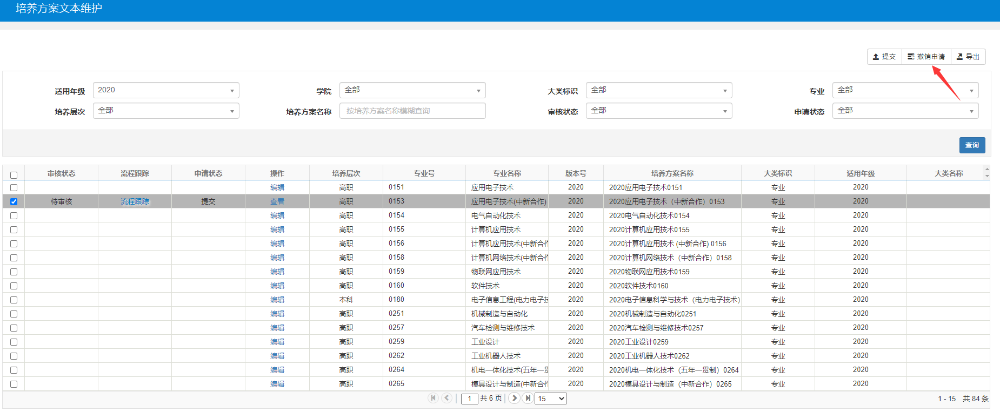 培养方案文本维护
提交 撤销申请 导出
适用年级 2020 学院 全部 大类标识 全部 专业 全部
培养层次 全部 培养方案名称 按培养方案名称模糊查询 审核状态 全部 申请状态 全部
查询
审核状态 流程跟踪 申请状态 操作 培养层次 专业号 专业名称 版本号 培养方案名称 大类标识 适用年级 大类名称
编辑 高职 0151 应用电子技术 2020 2020应用电子技术0151 专业 2020
待审核 流程跟踪 提交 查看 高职 0153 应用电子技术(中新合作) 2020 2020应用电子技术（中新合作）0153 专业 2020
编辑 高职 0154 电气自动化技术 2020 2020电气自动化技术0154 专业 2020
编辑 高职 0155 计算机应用技术 2020 2020计算机应用技术0155 专业 2020
编辑 高职 0156 计算机应用技术(中新合作 2020 2020计算机应用技术 (中新合作) 0156 专业 2020
编辑 高职 0158 计算机网络技术(中新合作 2020 2020计算机网络技术（中新合作）0158 专业 2020
编辑 高职 0159 物联网应用技术 2020 2020物联网应用技术0159 专业 2020
编辑 高职 0160 软件技术 2020 2020软件技术0160 专业 2020
编辑 本科 0180 电子信息工程(电力电子技 2020 2020电子信息科学与技术（电力电子技术） 专业 2020
编辑 高职 0251 机械制造与自动化 2020 2020机械制造与自动化0251 专业 2020
编辑 高职 0257 汽车检测与维修技术 2020 2020汽车检测与维修技术0257 专业 2020
编辑 高职 0259 工业设计 2020 2020工业设计0259 专业 2020
编辑 高职 0262 工业机器人技术 2020 2020工业机器人技术0262 专业 2020
编辑 高职 0264 机电一体化技术(五年一贯 2020 2020机电一体化技术（五年一贯制）0264 专业 2020
编辑 高职 0265 模具设计与制造(中新合作 2020 2020模具设计与制造（中新合作）0265 专业 2020
1 共 6 页 15 1 - 15 共 84 条